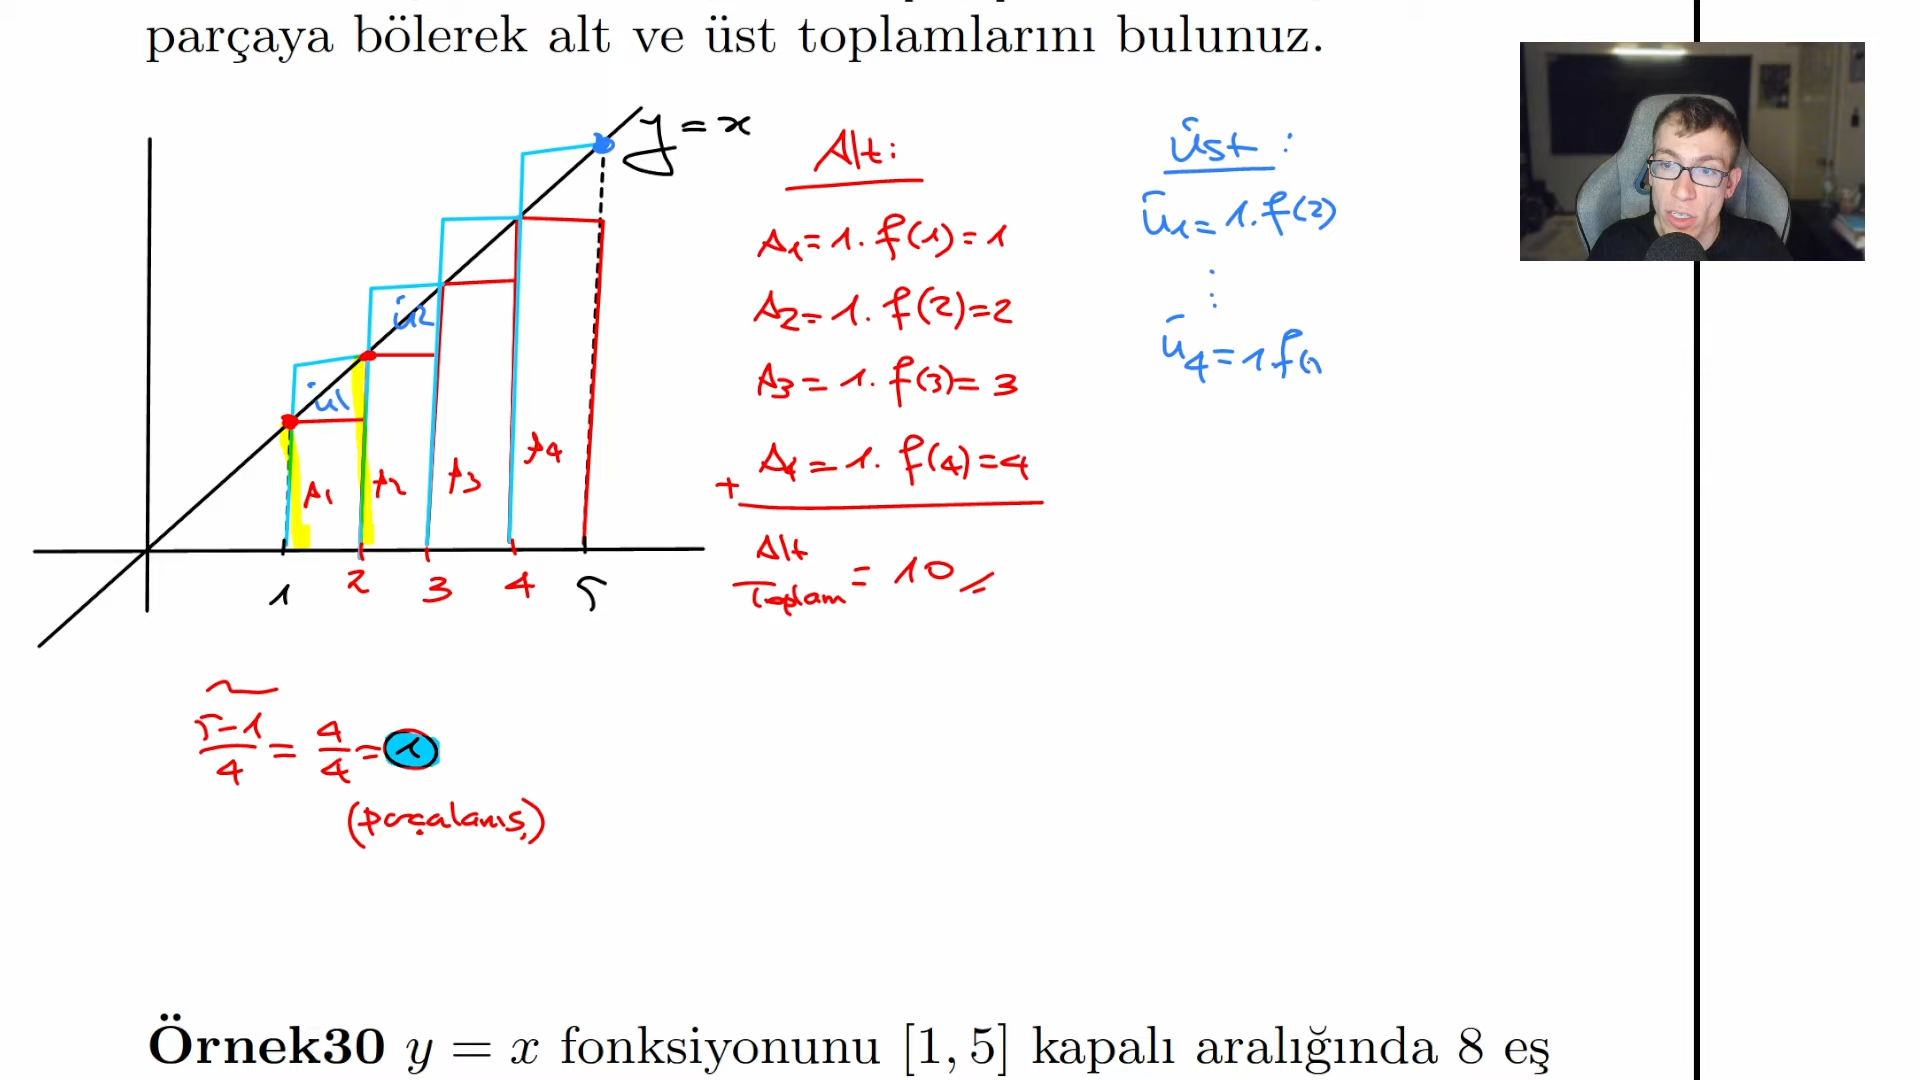 parçaya bölerek alt ve üst toplamlarını bulunuz.
y = x
Alt:
A1 = 1. f(1) = 1
A2 = 1. f(2) = 2
A3 = 1. f(3) = 3
A4 = 1. f(4) = 4
+
Alt Toplam = 10
Üst :
ü1 = 1. f(2)
:
ü4 = 1 f(
ü1
ü2
A1 A2 A3 A4
1 2 3 4 5
5-1/4 = 4/4 = 1
(parçalanış)
Örnek30 y = x fonksiyonunu [1, 5] kapalı aralığında 8 eş